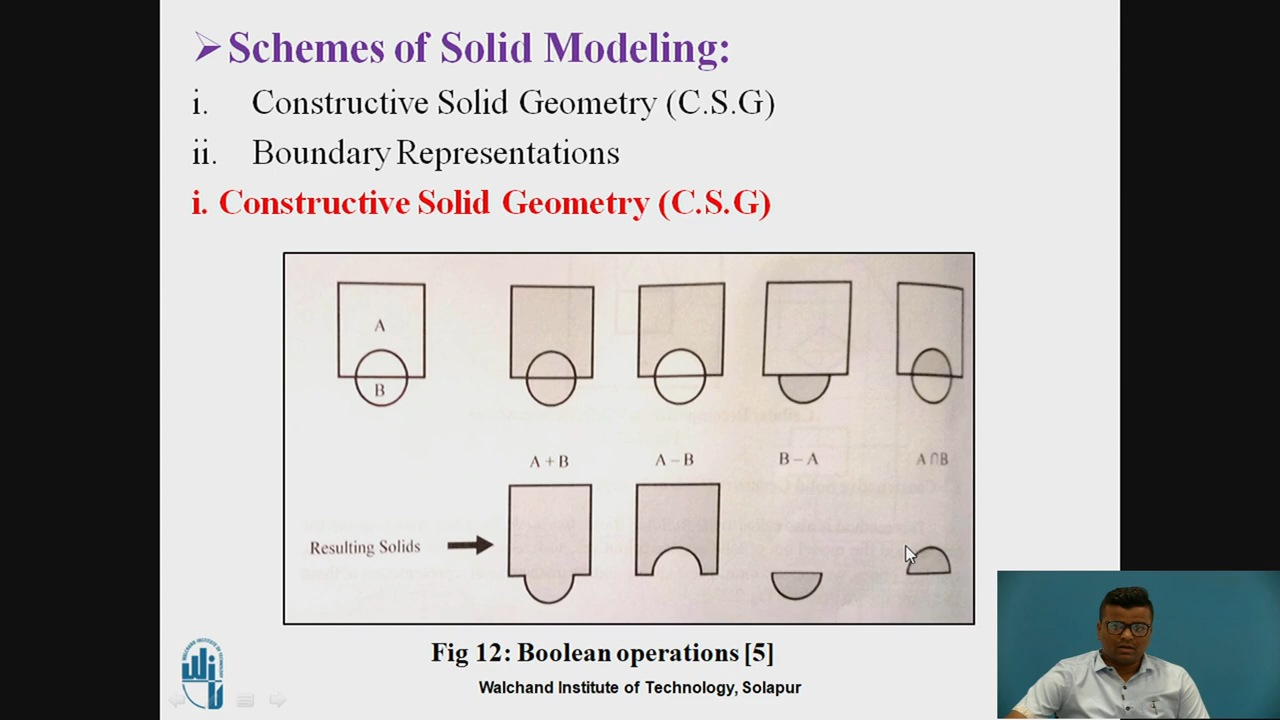 Schemes of Solid Modeling:
i. Constructive Solid Geometry (C.S.G)
ii. Boundary Representations
i. Constructive Solid Geometry (C.S.G)
A
B
A + B A – B B – A A ∩ B
Resulting Solids
Fig 12: Boolean operations [5]
Walchand Institute of Technology, Solapur